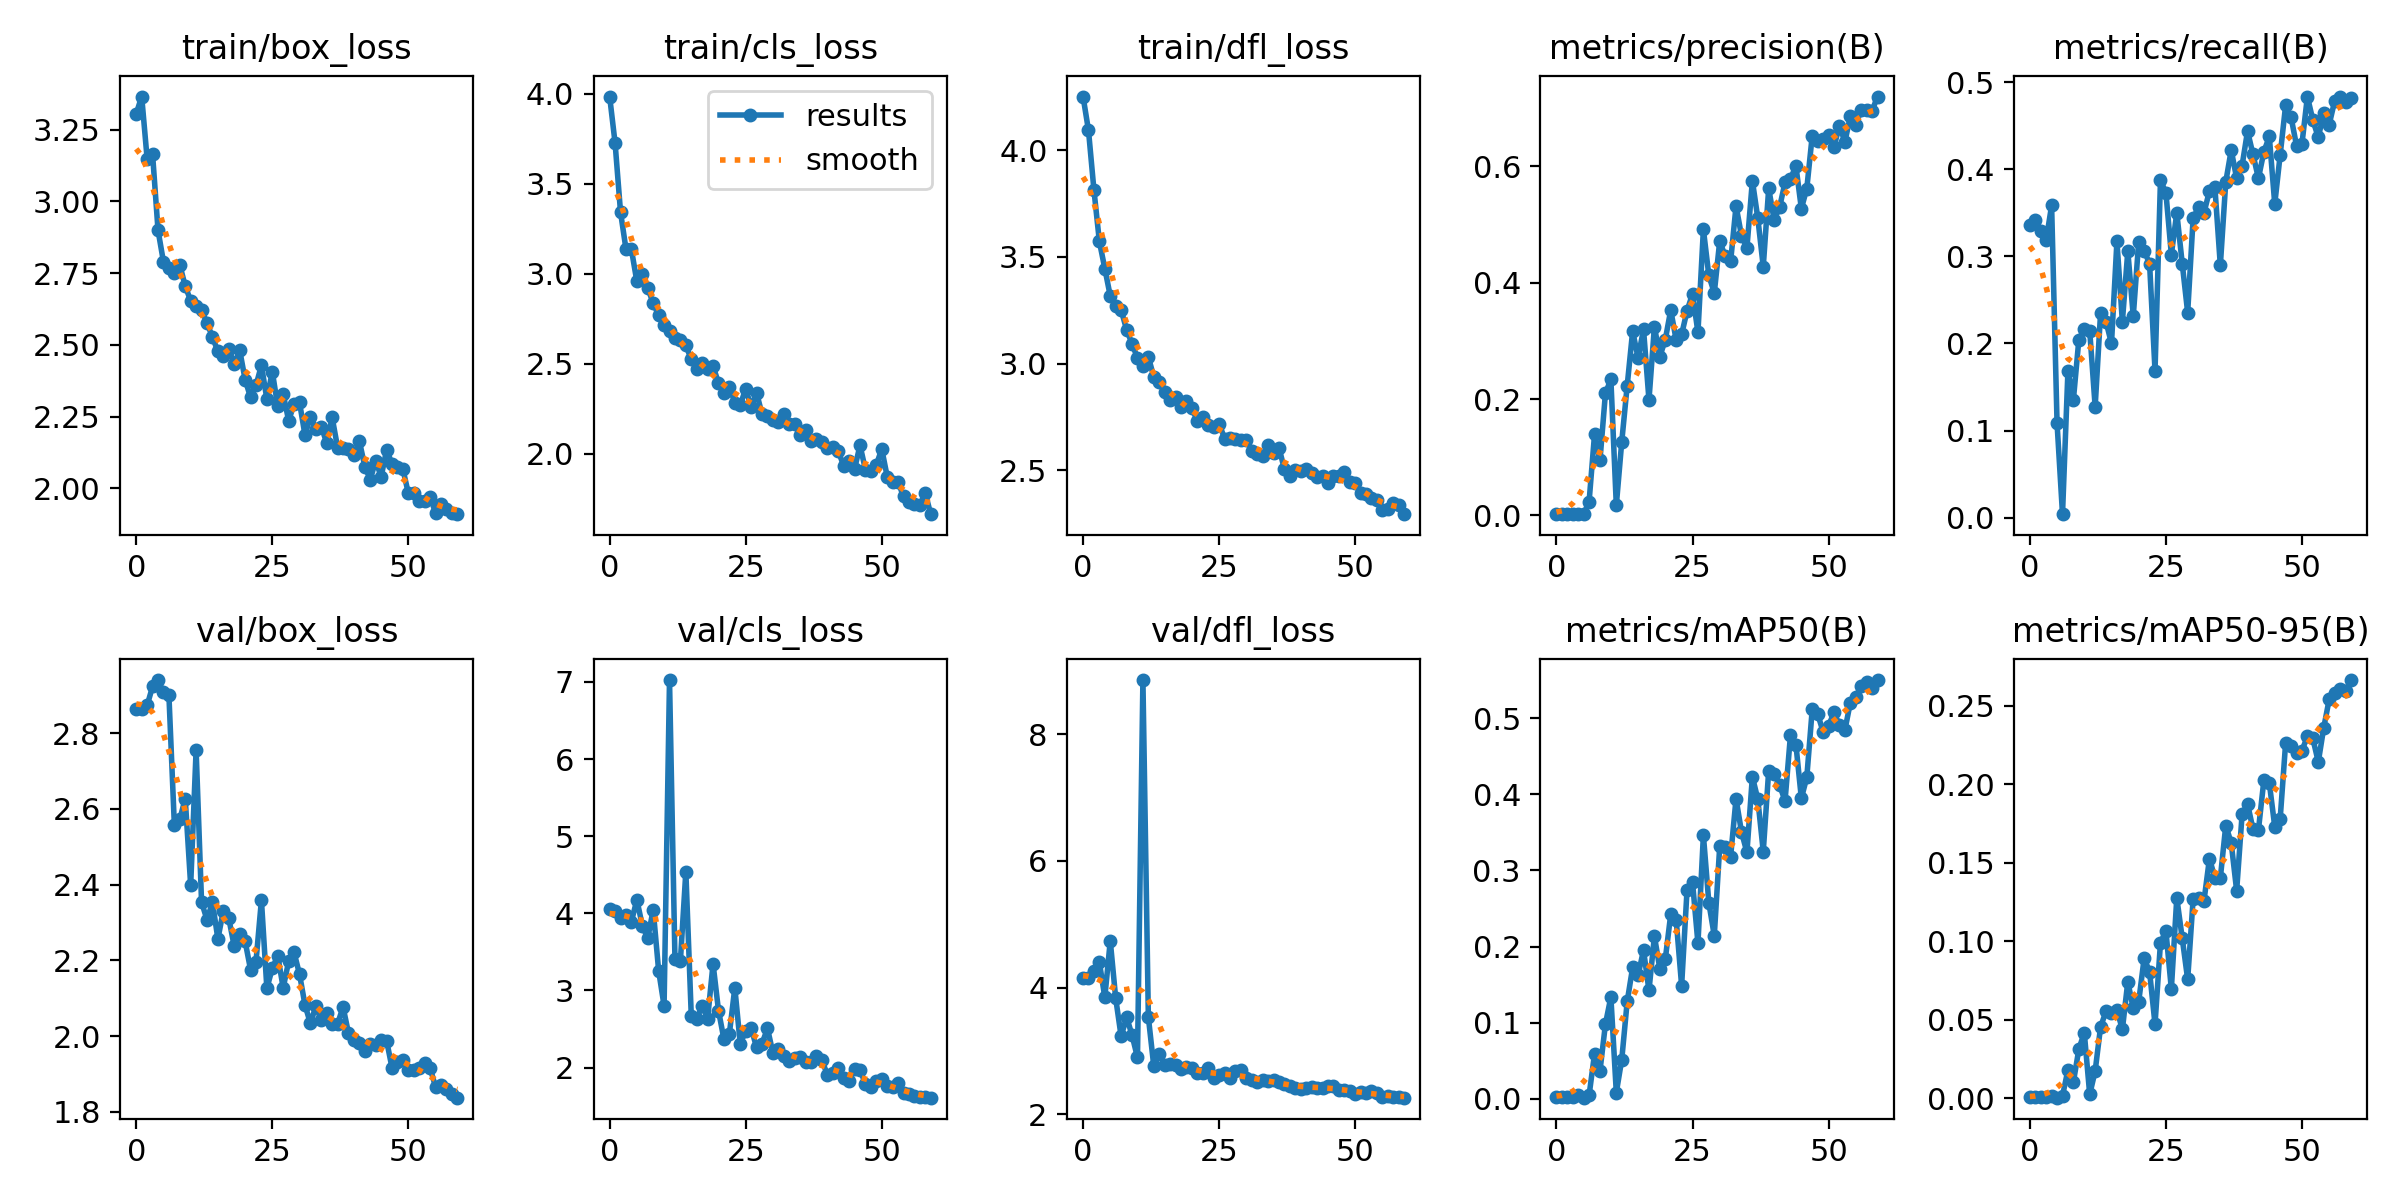 train/box_loss
3.25
3.00
2.75
2.50
2.25
2.00
0 25 50
train/cls_loss
results
smooth
4.0
3.5
3.0
2.5
2.0
0 25 50
train/dfl_loss
4.0
3.5
3.0
2.5
0 25 50
metrics/precision(B)
0.6
0.4
0.2
0.0
0 25 50
metrics/recall(B)
0.5
0.4
0.3
0.2
0.1
0.0
0 25 50
val/box_loss
2.8
2.6
2.4
2.2
2.0
1.8
0 25 50
val/cls_loss
7
6
5
4
3
2
0 25 50
val/dfl_loss
8
6
4
2
0 25 50
metrics/mAP50(B)
0.5
0.4
0.3
0.2
0.1
0.0
0 25 50
metrics/mAP50-95(B)
0.25
0.20
0.15
0.10
0.05
0.00
0 25 50